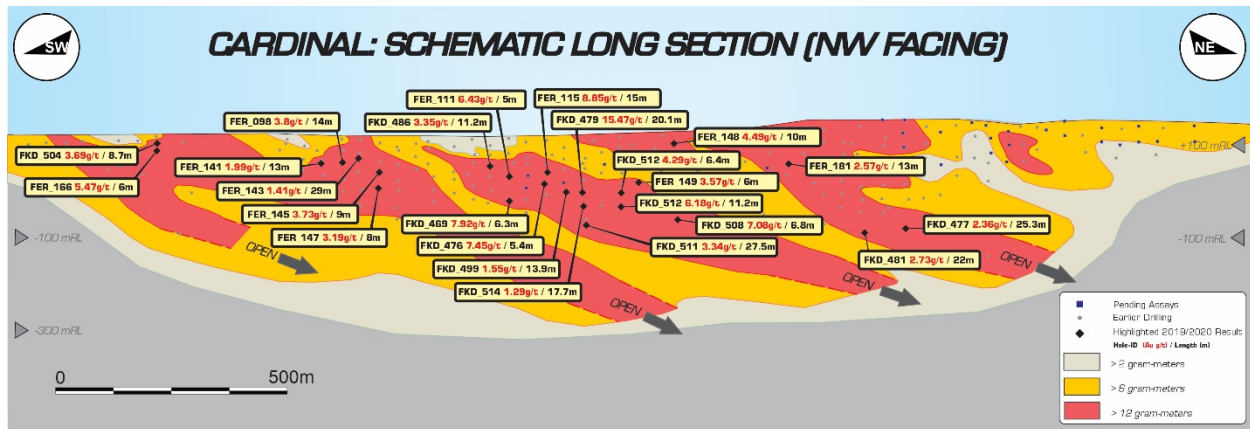 CARDINAL: SCHEMATIC LONG SECTION (NW FACING)
SW
NE
FER_111 6.43g/t / 5m
FER_115 8.85g/t / 15m
FER_098 3.8g/t / 14m
FKD_486 3.35g/t / 11.2m
FKD_479 15.47g/t / 20.1m
FER_148 4.49g/t / 10m
FKD_504 3.69g/t / 8.7m
FER_141 1.99g/t / 13m
FKD_512 4.29g/t / 6.4m
FER_181 2.57g/t / 13m
+100 mRL
FER_166 5.47g/t / 6m
FER_143 1.41g/t / 29m
FER_149 3.57g/t / 6m
FER_145 3.73g/t / 9m
FKD_512 6.18g/t / 11.2m
FKD_469 7.92g/t / 6.3m
FKD_508 7.08g/t / 6.8m
FKD_477 2.36g/t / 25.3m
-100 mRL
FER_147 3.19g/t / 8m
FKD_476 7.45g/t / 5.4m
FKD_511 3.34g/t / 27.5m
-100 mRL
FKD_481 2.73g/t / 22m
FKD_499 1.55g/t / 13.9m
FKD_514 1.29g/t / 17.7m
OPEN
OPEN
OPEN
OPEN
-300 mRL
0 500m
Pending Assays
Earlier Drilling
Highlighted 2019/2020 Result
Hole-ID (Au g/t) / Length (m)
> 2 gram-meters
> 6 gram-meters
> 12 gram-meters